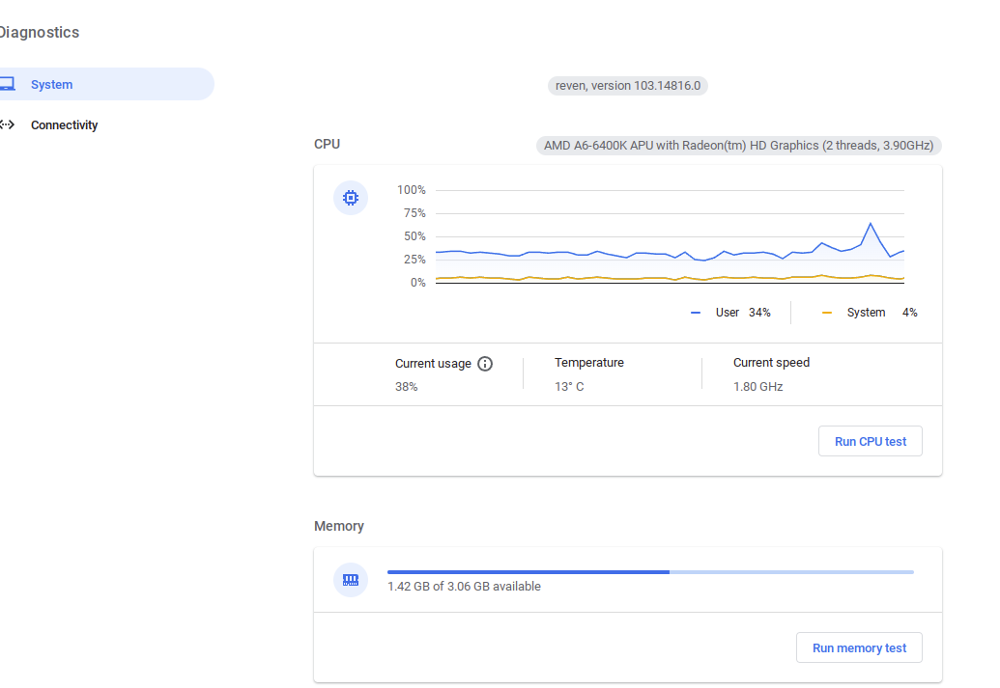 Diagnostics
System
Connectivity
reven, version 103.14816.0
CPU
AMD A6-6400K APU with Radeon(tm) HD Graphics (2 threads, 3.90GHz)
100%
75%
50%
25%
0%
User 34%
System 4%
Current usage
38%
Temperature
13° C
Current speed
1.80 GHz
Run CPU test
Memory
1.42 GB of 3.06 GB available
Run memory test